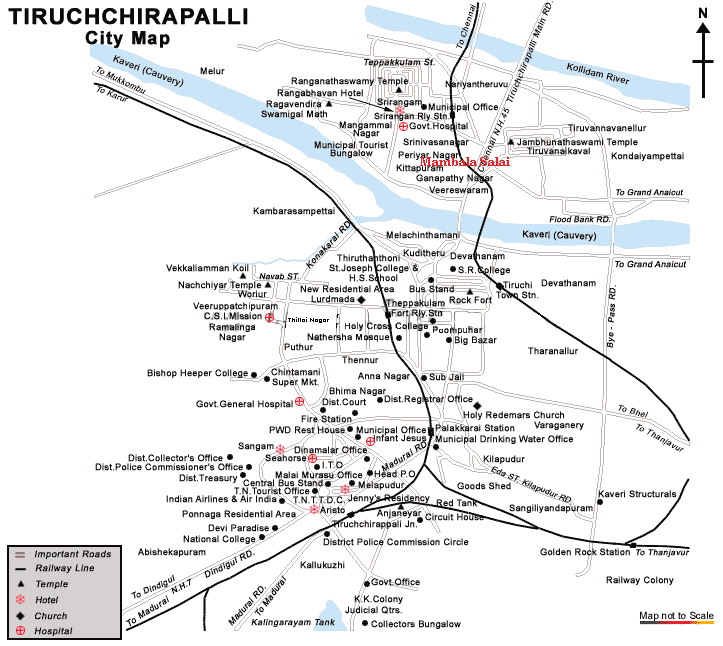 TIRUCHCHIRAPALLI
City Map
N
To Chennai
Chennai N.H.45 Tiruchchirapalli Main RD.
Kaveri (Cauvery)
Melur
To Mukkombu
To Karur
Teppakkulam St.
Kollidam River
Ranganathaswamy Temple
Nariyantheruvu
Rangabhavan Hotel
Ragavendira
Swamigal Math
Srirangam
Municipal Office
Srirangan Rly Stn.
Mangammal
Nagar
Govt.Hospital
Tiruvannavellur
Municipal Tourist
Bungalow
Srinivasanagar
Jambhunathaswami Temple
Tiruvanaikaval
Periyar Nagar
Mambala Salai
Kondaiyampettai
Kittapuram
Ganapathy Nagar
Veereswaram
To Grand Anaicut
Kambarasampettai
Flood Bank RD.
Konakarai RD.
Melachinthamani
Kaveri (Cauvery)
Kuditheru
Devathanam
Thiruthanthoni
To Grand Anaicut
Vekkaliamman Koil
Navab ST.
St.Joseph College &
H.S.School
S.R.College
Nachchiyar Temple
Woriur
New Residential Area
Bus Stand
Tiruchi
Town Stn.
Devathanam
Lurdmada
Theppakulam
Rock Fort
Veeruppatchipuram
Fort Rly.Stn
C.S.I.Mission
Thillai Nagar
Ramalinga
Nagar
Holy Cross College
Poompuhar
Nathersha Mosque
Big Bazar
Bye - Pass RD.
Puthur
Tharanallur
Thennur
Bishop Heeper College
Chintamani
Super Mkt.
Anna Nagar
Sub Jail
Bhima Nagar
Govt.General Hospital
Dist.Court
Dist.Registrar Office
Holy Redemars Church
To Bhel
Fire Station
Varaganery
To Thanjavur
PWD Rest House
Municipal Office
Palakkarai Station
Infant Jesus
Municipal Drinking Water Office
Sangam
Dinamalar Office
Madurai RD.
Dist.Collector's Office
Seahorse
I.T.O
Kilapudur
Dist.Police Commissioner's Office
Malai Murasu Office
Head P.O.
Eda ST. Kilapudur RD.
Dist.Treasury
Central Bus Stand
Melapudur
Goods Shed
T.N.Tourist Office
Kaveri Structurals
Indian Airlines & Air India
T.N.T.T.D.C.
Jenny's Residency
Red Tank
Sangiliyandapuram
Ponnaga Residential Area
Aristo
Anjaneyar
Circuit House
Devi Paradise
Tiruchchirappali Jn.
National College
District Police Commission Circle
Abishekapuram
Golden Rock Station
To Thanjavur
Kallukuzhi
To Dindigul
Dindigul RD.
Railway Colony
To Madurai N.H.7
Madurai RD.
To Madurai
Govt.Office
K.K.Colony
Judicial Qtrs.
Kalingarayam Tank
Collectors Bungalow
Map not to Scale
Important Roads
Railway Line
Temple
Hotel
Church
Hospital